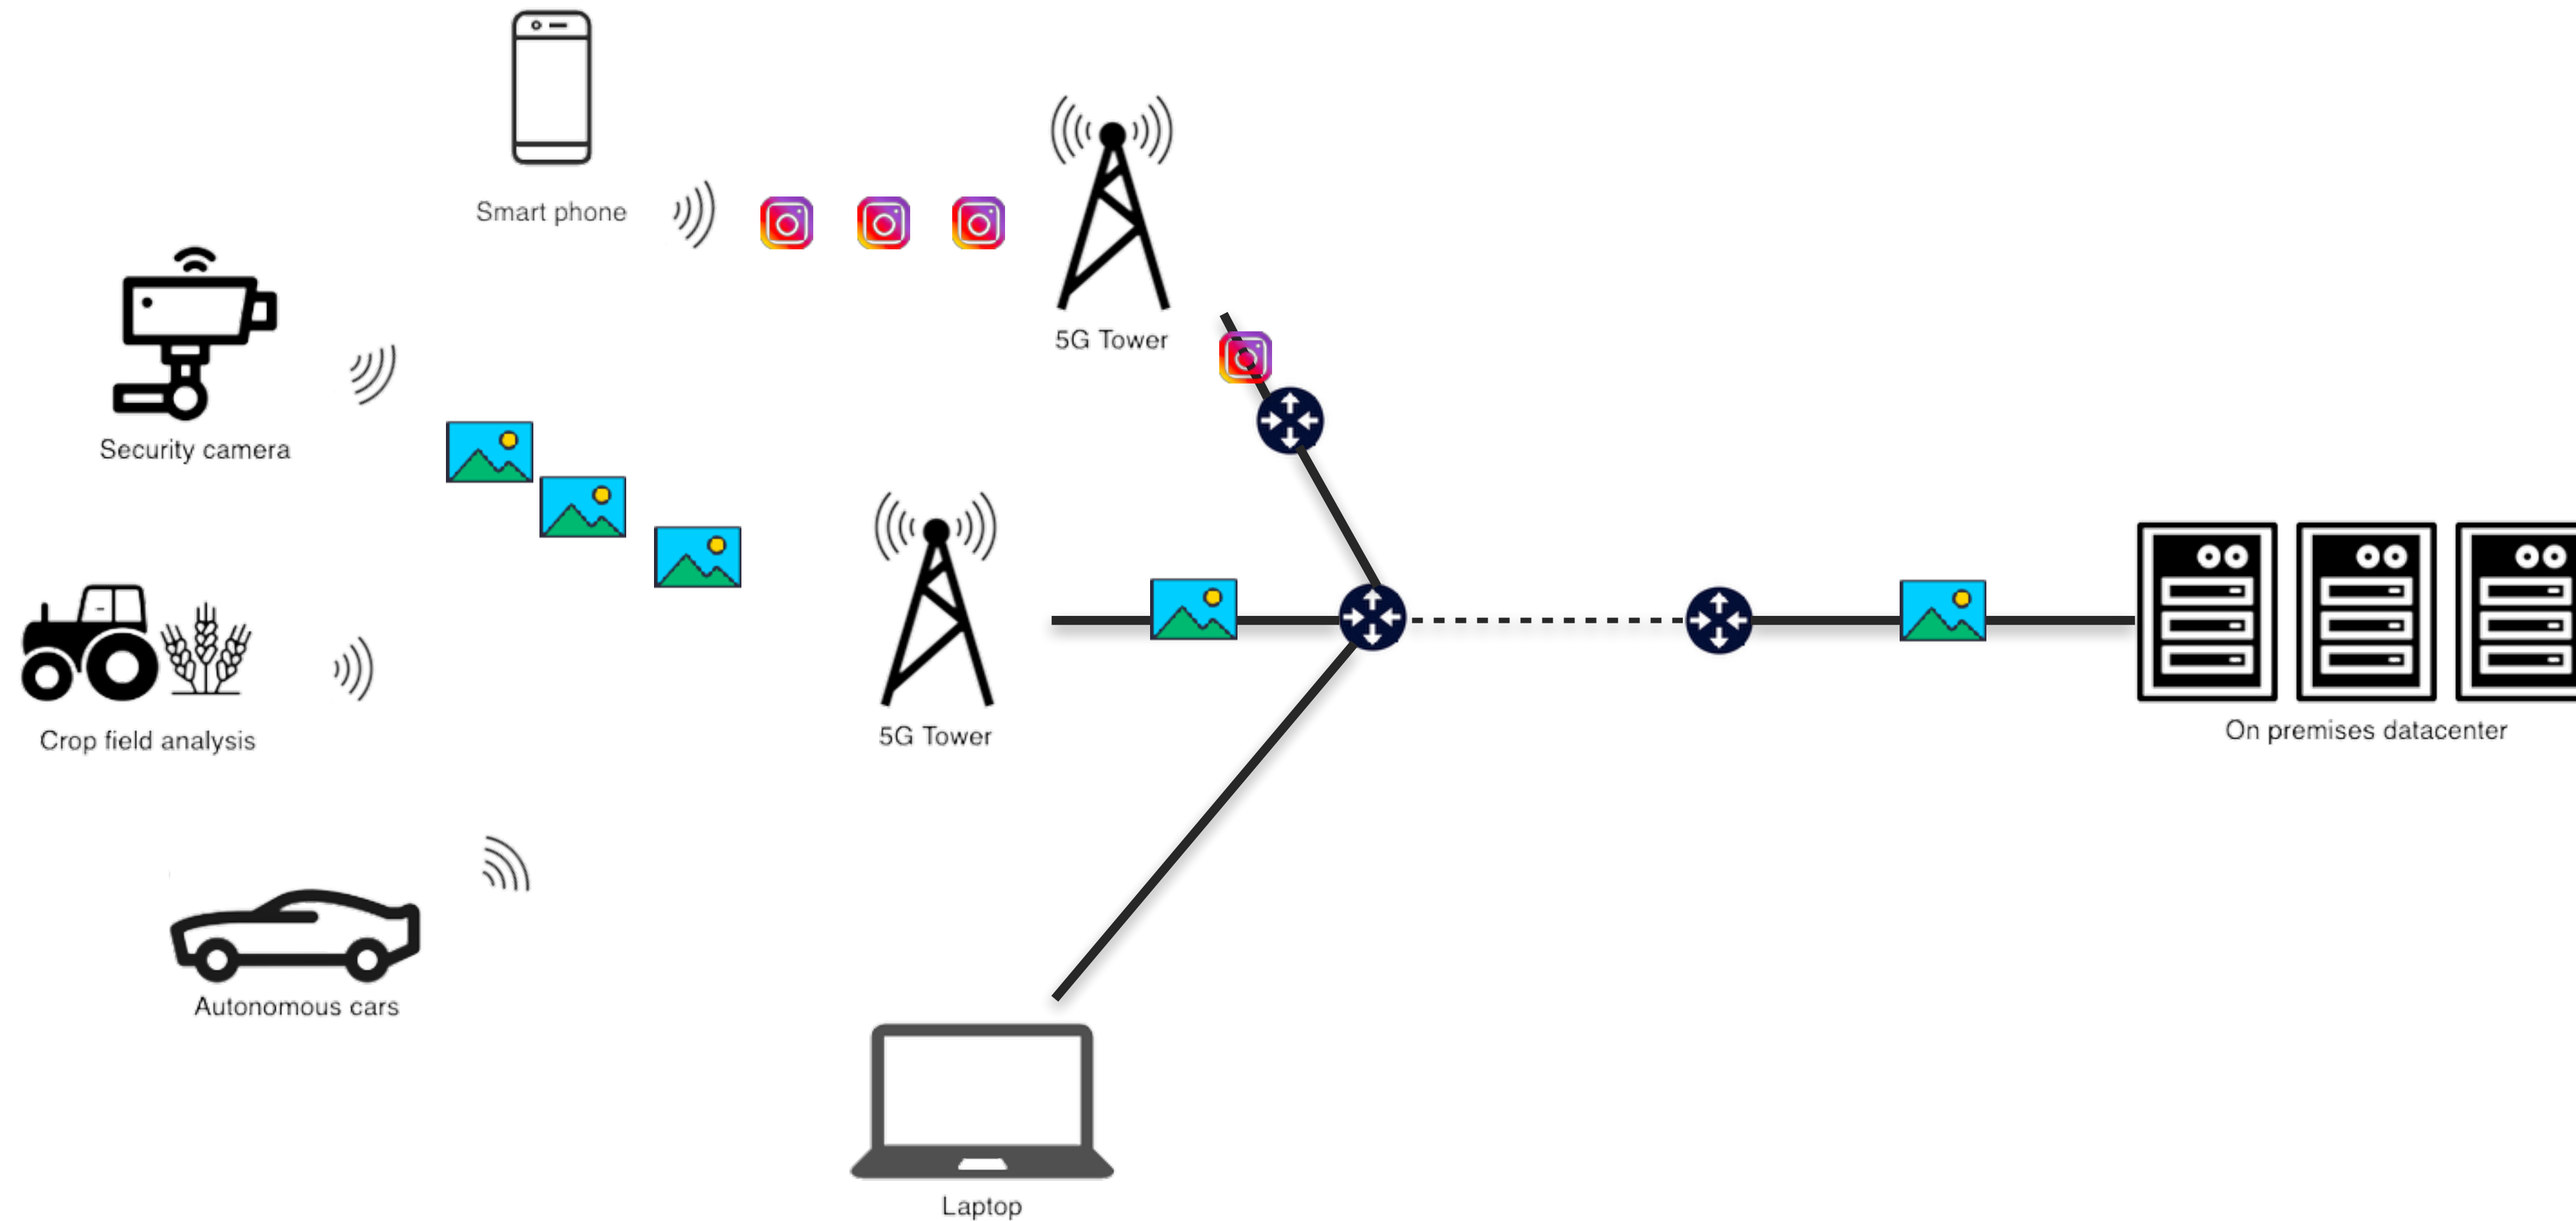 Smart phone
5G Tower
Security camera
5G Tower
Crop field analysis
On premises datacenter
Autonomous cars
Laptop